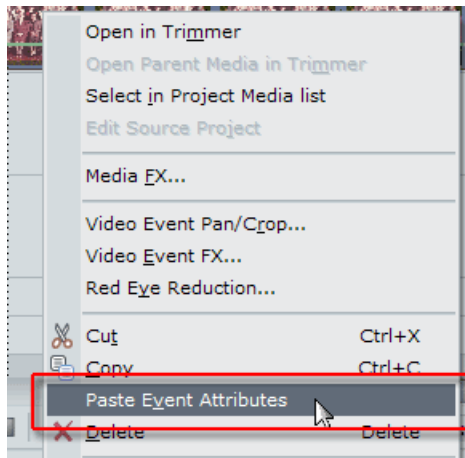 Open in Trimmer
Open Parent Media in Trimmer
Select in Project Media list
Edit Source Project
Media FX...
Video Event Pan/Crop...
Video Event FX...
Red Eye Reduction...
Cut Ctrl+X
Copy Ctrl+C
Paste Event Attributes
Delete Delete